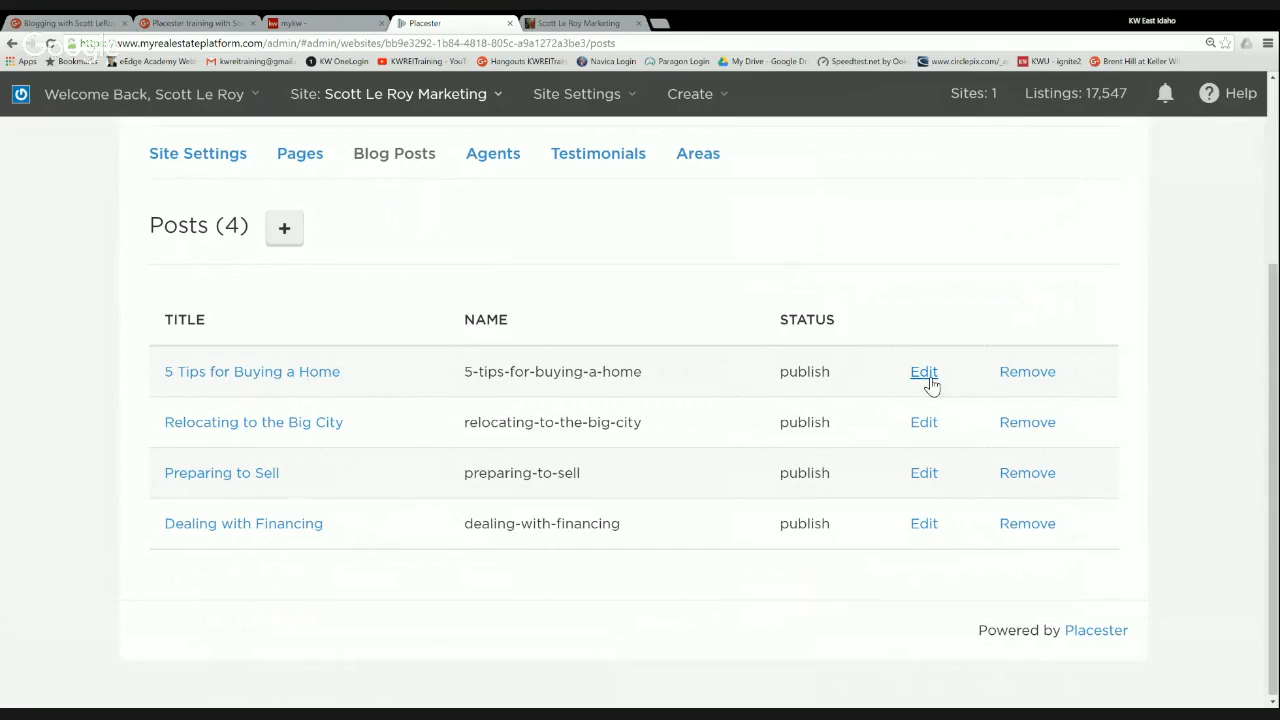 KW East Idaho
Blogging with Scott LeRo
Placester training with Sco
mykw -
Placester
Scott Le Roy Marketing
https://www.myrealestateplatform.com/admin/#admin/websites/bb9e3292-1b84-4818-805c-a9a1272a3be3/posts
Apps Bookmarks eEdge Academy Web kwreitraining@gmail. KW OneLogin KWREITraining - YouT Hangouts KWREITrain Navica Login Paragon Login My Drive - Google Dr Speedtest.net by Ook www.circlepix.com/_a KWU - ignite2 Brent Hill at Keller Wi
Welcome Back, Scott Le Roy Site: Scott Le Roy Marketing Site Settings Create Sites: 1 Listings: 17,547 Help
Site Settings Pages Blog Posts Agents Testimonials Areas
Posts (4) +
TITLE NAME STATUS
5 Tips for Buying a Home 5-tips-for-buying-a-home publish Edit Remove
Relocating to the Big City relocating-to-the-big-city publish Edit Remove
Preparing to Sell preparing-to-sell publish Edit Remove
Dealing with Financing dealing-with-financing publish Edit Remove
Powered by Placester